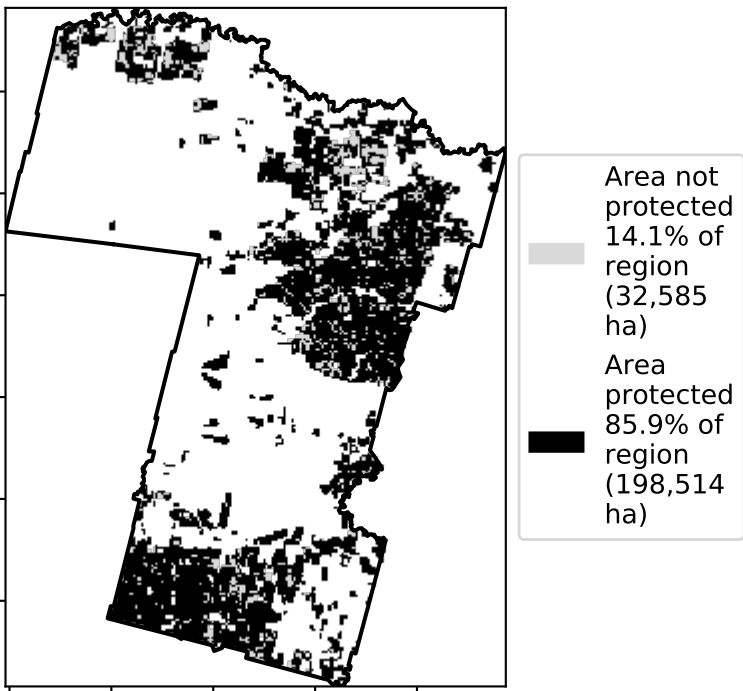 Area not
protected
14.1% of
region
(32,585
ha)
Area
protected
85.9% of
region
(198,514
ha)